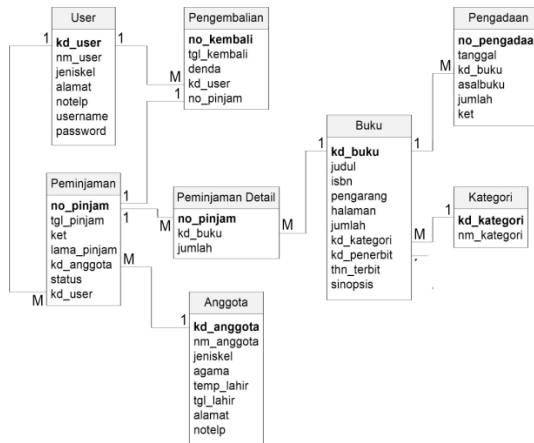 User
kd_user
nm_user
jeniskel
alamat
notelp
username
password
1
1
M
Pengembalian
no_kembali
tgl_kembali
denda
kd_user
no_pinjam
M
1
Pengadaan
no_pengadaa
tanggal
kd_buku
asalbuku
jumlah
ket
M
Peminjaman
no_pinjam
tgl_pinjam
ket
lama_pinjam
kd_anggota
status
kd_user
1
1
M
Peminjaman Detail
no_pinjam
kd_buku
jumlah
M
M
Buku
kd_buku
judul
isbn
pengarang
halaman
jumlah
kd_kategori
kd_penerbit
thn_terbit
sinopsis
1
1
M
Kategori
kd_kategori
nm_kategori
1
Anggota
kd_anggota
nm_anggota
jeniskel
agama
temp_lahir
tgl_lahir
alamat
notelp
1